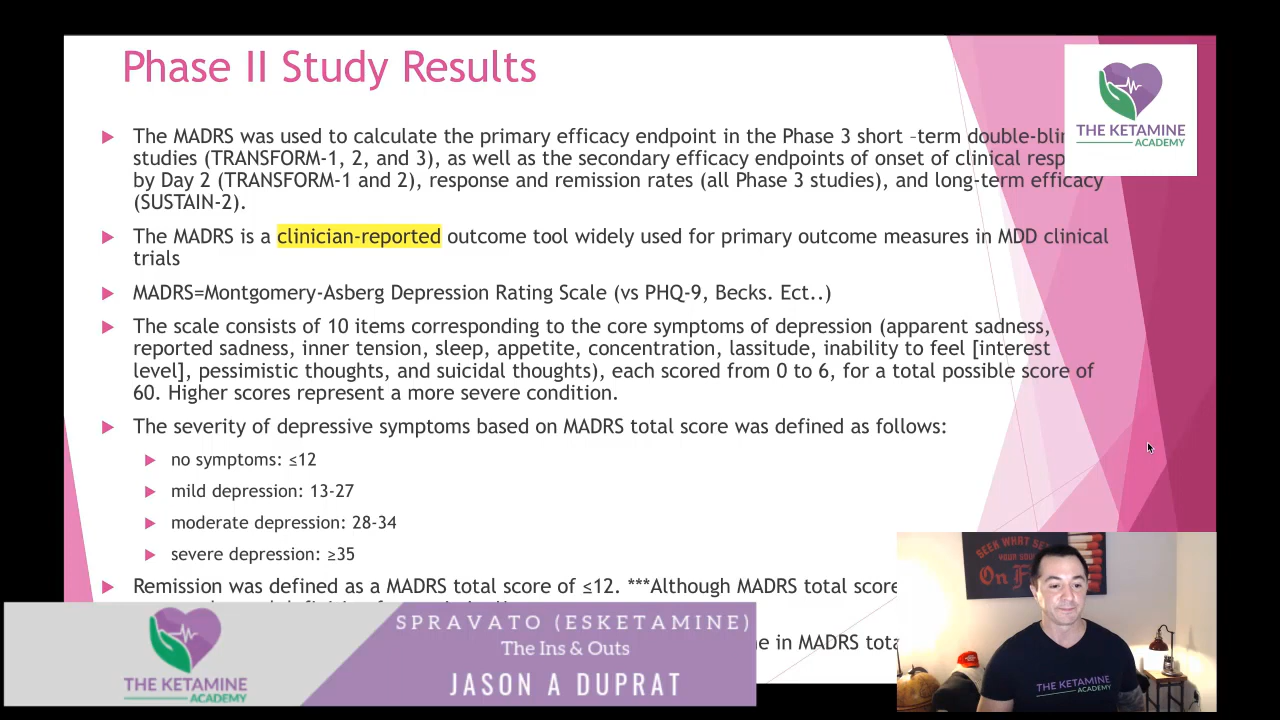 Phase II Study Results
The MADRS was used to calculate the primary efficacy endpoint in the Phase 3 short -term
studies (TRANSFORM-1, 2, and 3), as well as the secondary efficacy endpoints of onset of clinical
by Day 2 (TRANSFORM-1 and 2), response and remission rates (all Phase 3 studies), and long-term efficacy
(SUSTAIN-2).
The MADRS is a clinician-reported outcome tool widely used for primary outcome measures in MDD clinical
trials
MADRS=Montgomery-Asberg Depression Rating Scale (vs PHQ-9, Becks. Ect..)
The scale consists of 10 items corresponding to the core symptoms of depression (apparent sadness,
reported sadness, inner tension, sleep, appetite, concentration, lassitude, inability to feel [interest
level], pessimistic thoughts, and suicidal thoughts), each scored from 0 to 6, for a total possible score of
60. Higher scores represent a more severe condition.
The severity of depressive symptoms based on MADRS total score was defined as follows:
no symptoms: ≤12
mild depression: 13-27
moderate depression: 28-34
severe depression: ≥35
Remission was defined as a MADRS total score of ≤12. ***Although MADRS total score
in MADRS
THE KETAMINE
ACADEMY
SPRAVATO (ESKETAMINE)
The Ins & Outs
JASON A DUPRAT
THE KETAMINE
ACADEMY
SEEK WHAT
YOUR
On
THE KETAMINE
ACADEMY